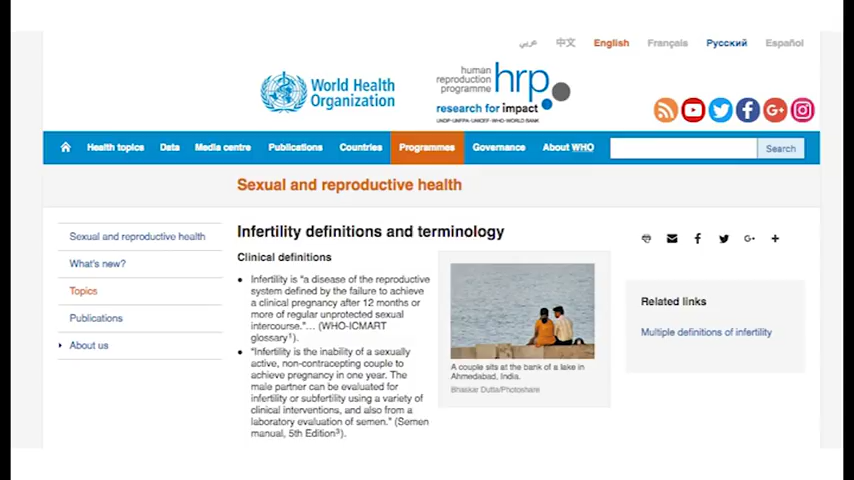 عربي 中文 English Français Русский Español
World Health
Organization
human
reproduction
programme
hrp
research for impact
UNDP·UNFPA·UNICEF·WHO·WORLD BANK
Health topics Data Media centre Publications Countries Programmes Governance About WHO Search
Sexual and reproductive health
Sexual and reproductive health
What's new?
Topics
Publications
About us
Infertility definitions and terminology
Clinical definitions
• Infertility is “a disease of the reproductive
system defined by the failure to achieve
a clinical pregnancy after 12 months or
more of regular unprotected sexual
intercourse.”... (WHO-ICMART
glossary1).
• “Infertility is the inability of a sexually
active, non-contracepting couple to
achieve pregnancy in one year. The
male partner can be evaluated for
infertility or subfertility using a variety of
clinical interventions, and also from a
laboratory evaluation of semen.” (Semen
manual, 5th Edition3).
A couple sits at the bank of a lake in
Ahmedabad, India.
Bhaskar Dutta/Photoshare
Related links
Multiple definitions of infertility